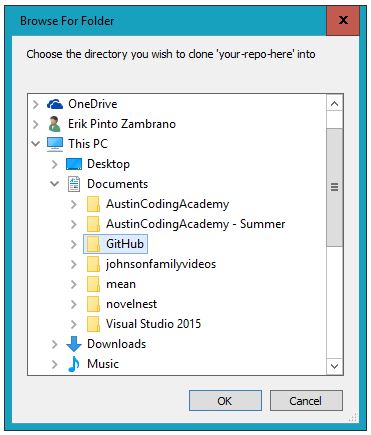 Browse For Folder
Choose the directory you wish to clone 'your-repo-here' into
OneDrive
Erik Pinto Zambrano
This PC
Desktop
Documents
AustinCodingAcademy
AustinCodingAcademy - Summer
GitHub
johnsonfamilyvideos
mean
novelnest
Visual Studio 2015
Downloads
Music
OK Cancel